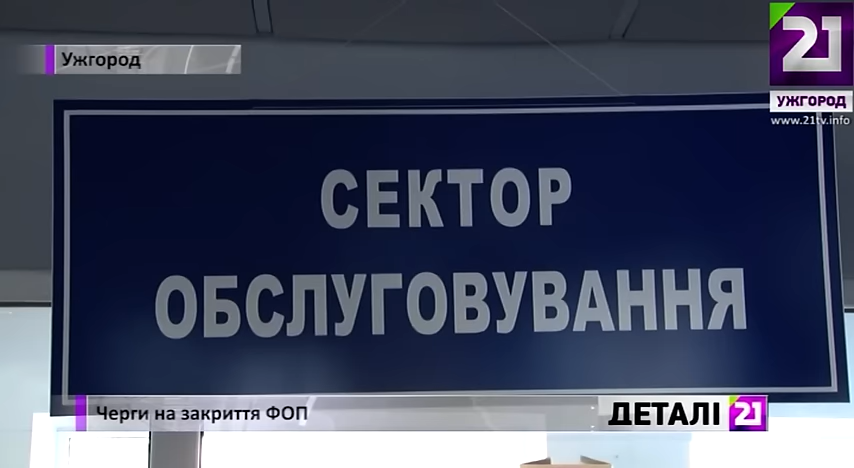 Ужгород
21
УЖГОРОД
www.21tv.info
СЕКТОР
ОБСЛУГОВУВАННЯ
Черги на закриття ФОП
ДЕТАЛІ 21